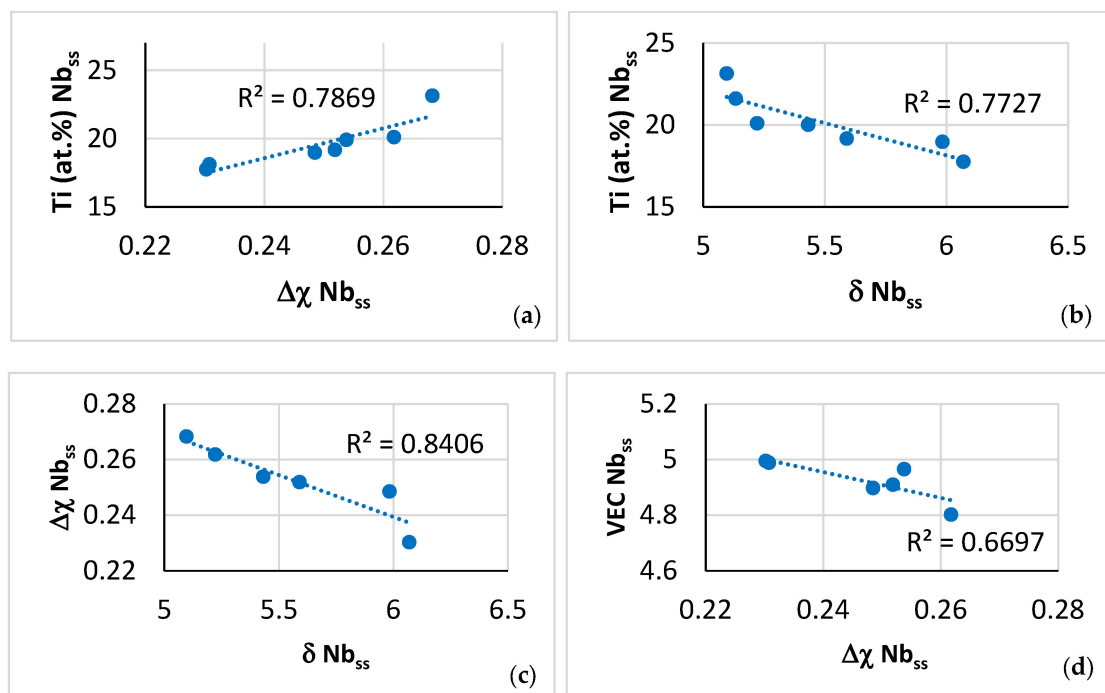 25
20
15
Ti (at.%) Nbss
R² = 0.7869
0.22 0.24 0.26 0.28
Δχ Nbss
(a)
25
20
15
Ti (at.%) Nbss
R² = 0.7727
5 5.5 6 6.5
δ Nbss
(b)
0.28
0.26
0.24
0.22
Δχ Nbss
R² = 0.8406
5 5.5 6 6.5
δ Nbss
(c)
5.2
5
4.8
4.6
VEC Nbss
R² = 0.6697
0.22 0.24 0.26 0.28
Δχ Nbss
(d)